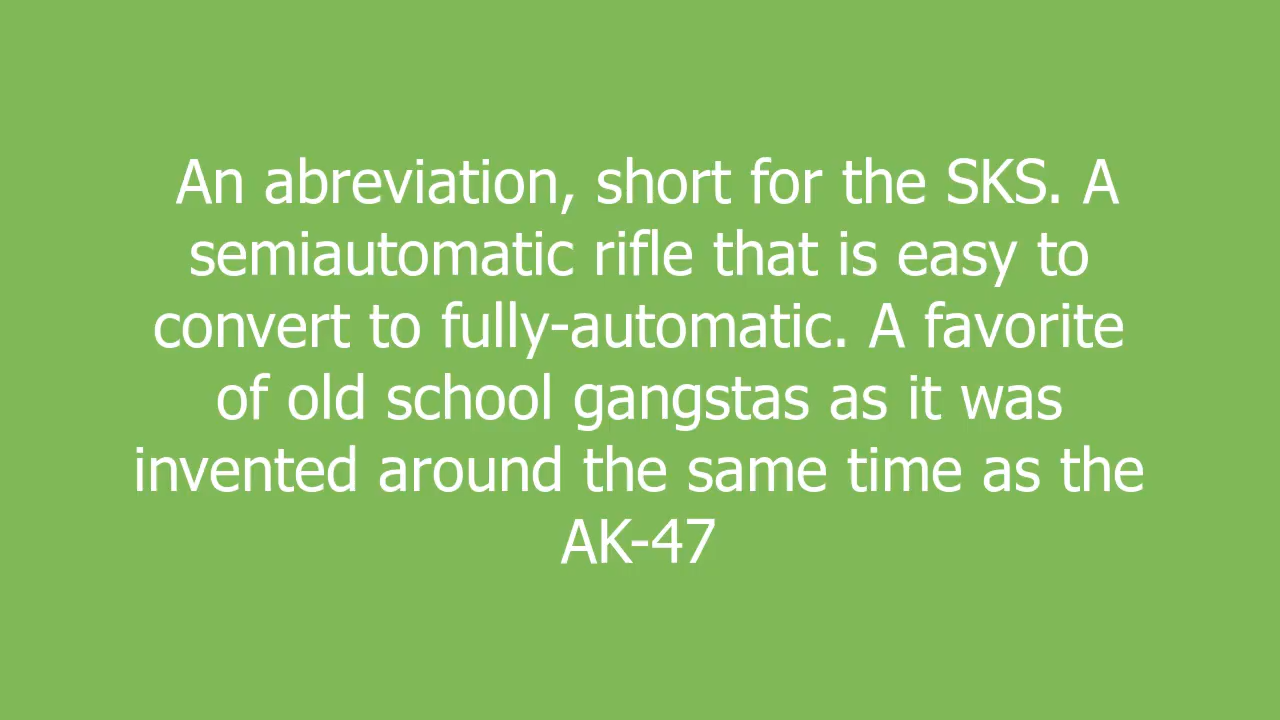 An abreviation, short for the SKS. A
semiautomatic rifle that is easy to
convert to fully-automatic. A favorite
of old school gangstas as it was
invented around the same time as the
AK-47